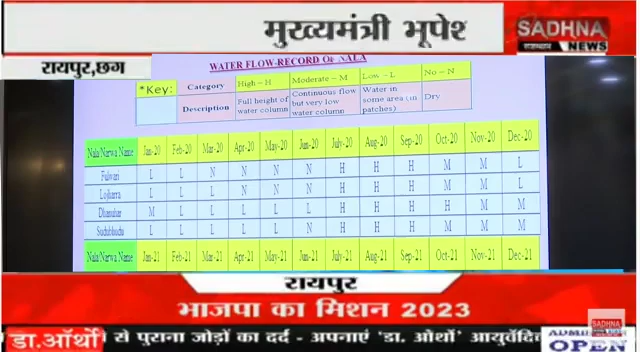 मुख्यमंत्री भूपेश
SADHNA
राजस्थान NEWS
रायपुर,छग
WATER FLOW-RECORD OF NALA
*Key: Category High – H Moderate – M Low – L No – N
Description Full height of water column Continuous flow but very low water column Water in some area (in patches) Dry
Nala/Narwa Name Jan-20 Feb-20 Mar-20 Apr-20 May-20 Jun-20 July-20 Aug-20 Sep-20 Oct-20 Nov-20 Dec-20
Fulwari L L N N N N H H H M M L
Lojharra L L L N N N H H H M M L
M L L L L L H H H H M M
L L L L L N H H H M M M
Nala/Narwa Name Jan-21 Feb-21 Mar-21 Apr-21 May-21 Jun-21 July-21 Aug-21 Sep-21 Oct-21 Nov-21 Dec-21
रायपुर
भाजपा का मिशन 2023
SADHNA
डा.ऑर्थो से पुराना जोड़ों का दर्द - अपनाएं 'डा. ऑर्थो' आयुर्वेदिक
OPEN